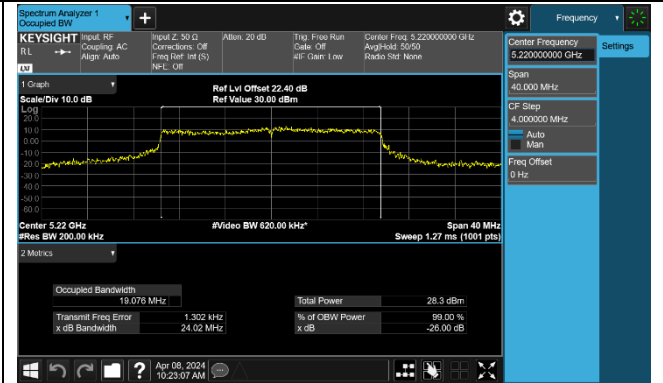 Spectrum Analyzer 1
Occupied BW
Frequency
KEYSIGHT
RL
LXI
Input: RF
Coupling: AC
Align: Auto
Input Z: 50 Ω
Corrections: Off
Freq Ref: Int (S)
NFE: Off
Atten: 20 dB
Trig: Free Run
Gate: Off
#IF Gain: Low
Center Freq: 5.220000000 GHz
Avg|Hold: 50/50
Radio Std: None
Center Frequency
5.220000000 GHz
Settings
Span
40.000 MHz
CF Step
4.000000 MHz
Auto
Man
Freq Offset
0 Hz
1 Graph
Scale/Div 10.0 dB
Ref Lvl Offset 22.40 dB
Ref Value 30.00 dBm
Log
20.0
10.0
0.00
-10.0
-20.0
-30.0
-40.0
-50.0
-60.0
Center 5.22 GHz
#Res BW 200.00 kHz
#Video BW 620.00 kHz*
Span 40 MHz
Sweep 1.27 ms (1001 pts)
2 Metrics
Occupied Bandwidth
19.076 MHz
Total Power 28.3 dBm
Transmit Freq Error 1.302 kHz
% of OBW Power 99.00 %
x dB Bandwidth 24.02 MHz
x dB -26.00 dB
Apr 08, 2024
10:23:07 AM